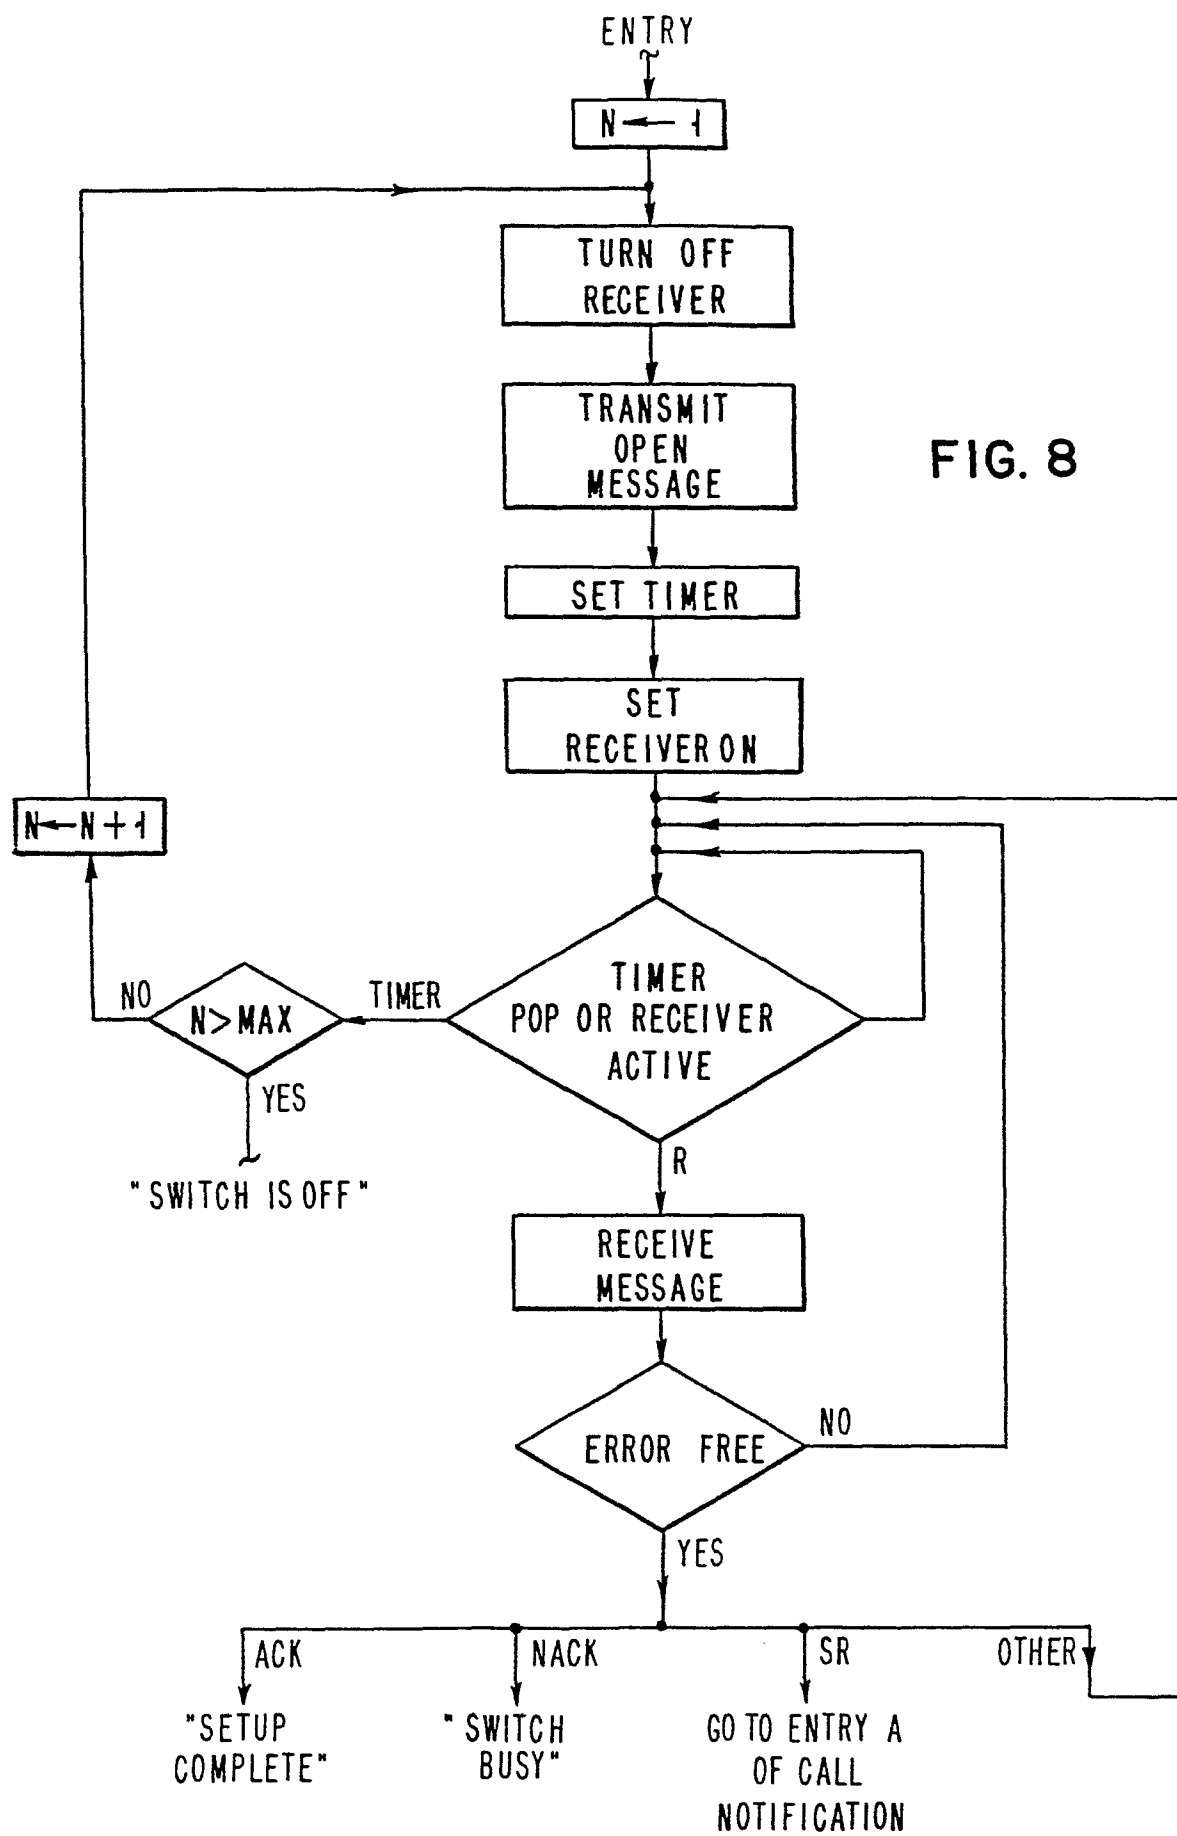 ENTRY
N ← 1
TURN OFF
RECEIVER
TRANSMIT
OPEN
MESSAGE
FIG. 8
SET TIMER
SET
RECEIVER ON
N←N+1
TIMER
POP OR RECEIVER
ACTIVE
TIMER
NO
N>MAX
YES
"SWITCH IS OFF"
R
RECEIVE
MESSAGE
ERROR FREE
NO
YES
ACK
NACK
SR
OTHER
"SETUP
COMPLETE"
"SWITCH
BUSY"
GO TO ENTRY A
OF CALL
NOTIFICATION